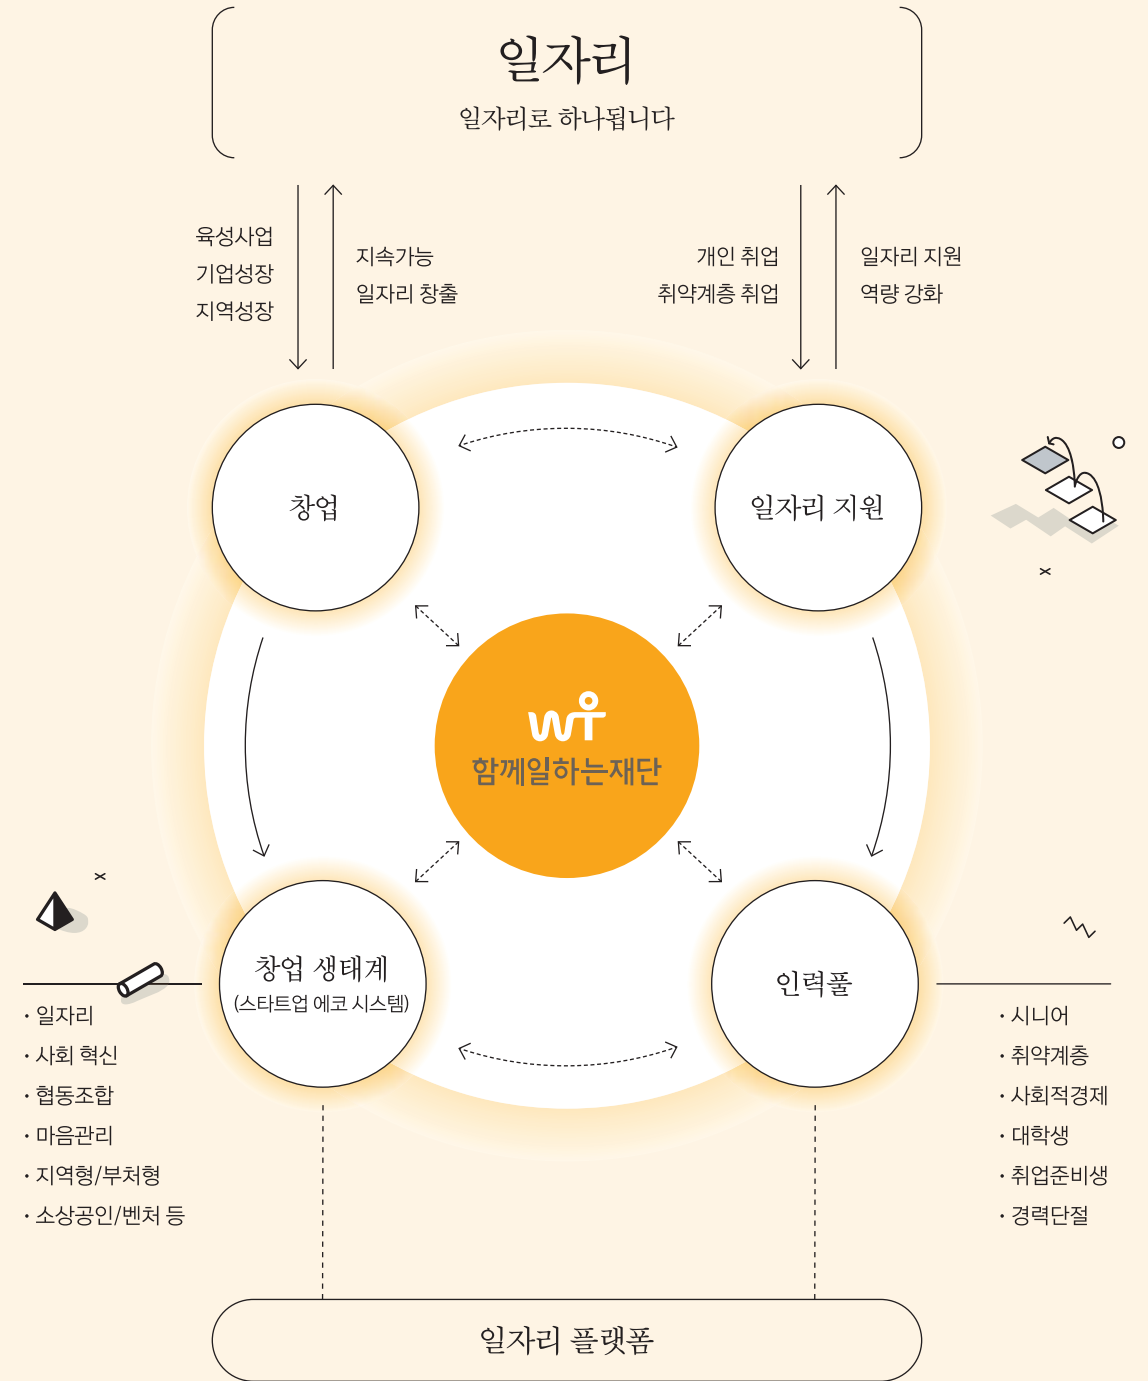 일자리
일자리로 하나됩니다
육성사업
기업성장
지역성장
지속가능
일자리 창출
개인 취업
취약계층 취업
일자리 지원
역량 강화
창업
일자리 지원
함께일하는재단
창업 생태계
(스타트업 에코 시스템)
인력풀
· 일자리
· 사회 혁신
· 협동조합
· 마음관리
· 지역형/부처형
· 소상공인/벤처 등
· 시니어
· 취약계층
· 사회적경제
· 대학생
· 취업준비생
· 경력단절
일자리 플랫폼